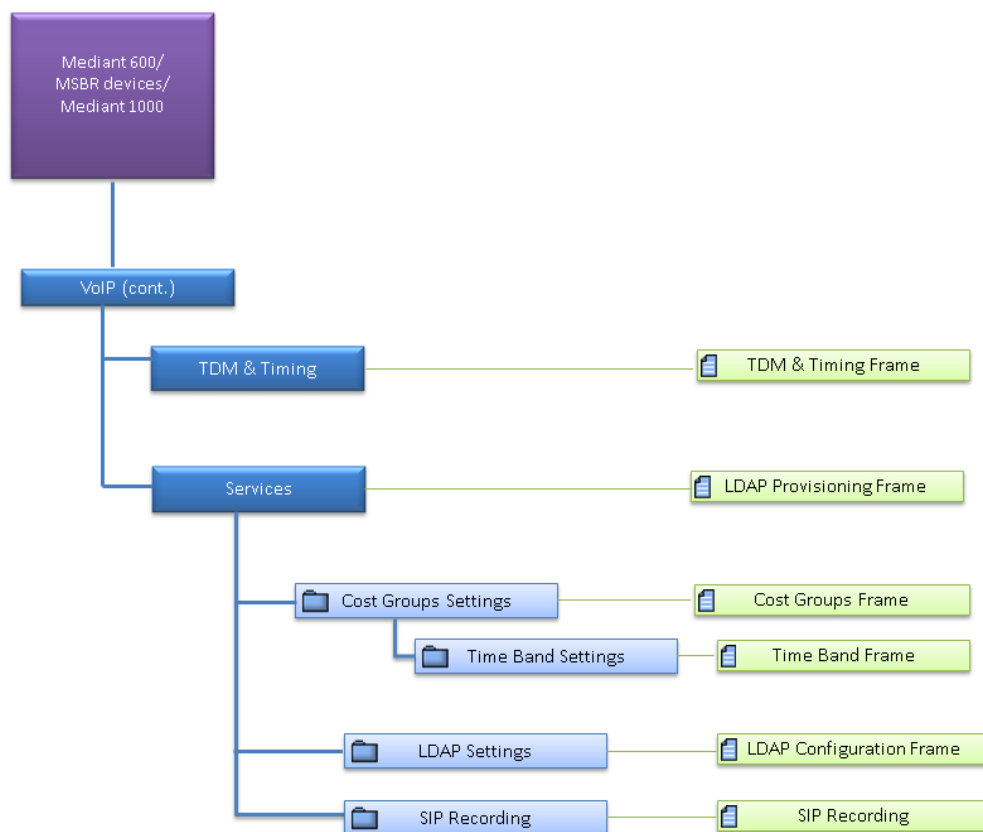 Mediant 600/
MSBR devices/
Mediant 1000
VoIP (cont.)
TDM & Timing
TDM & Timing Frame
Services
LDAP Provisioning Frame
Cost Groups Settings
Cost Groups Frame
Time Band Settings
Time Band Frame
LDAP Settings
LDAP Configuration Frame
SIP Recording
SIP Recording